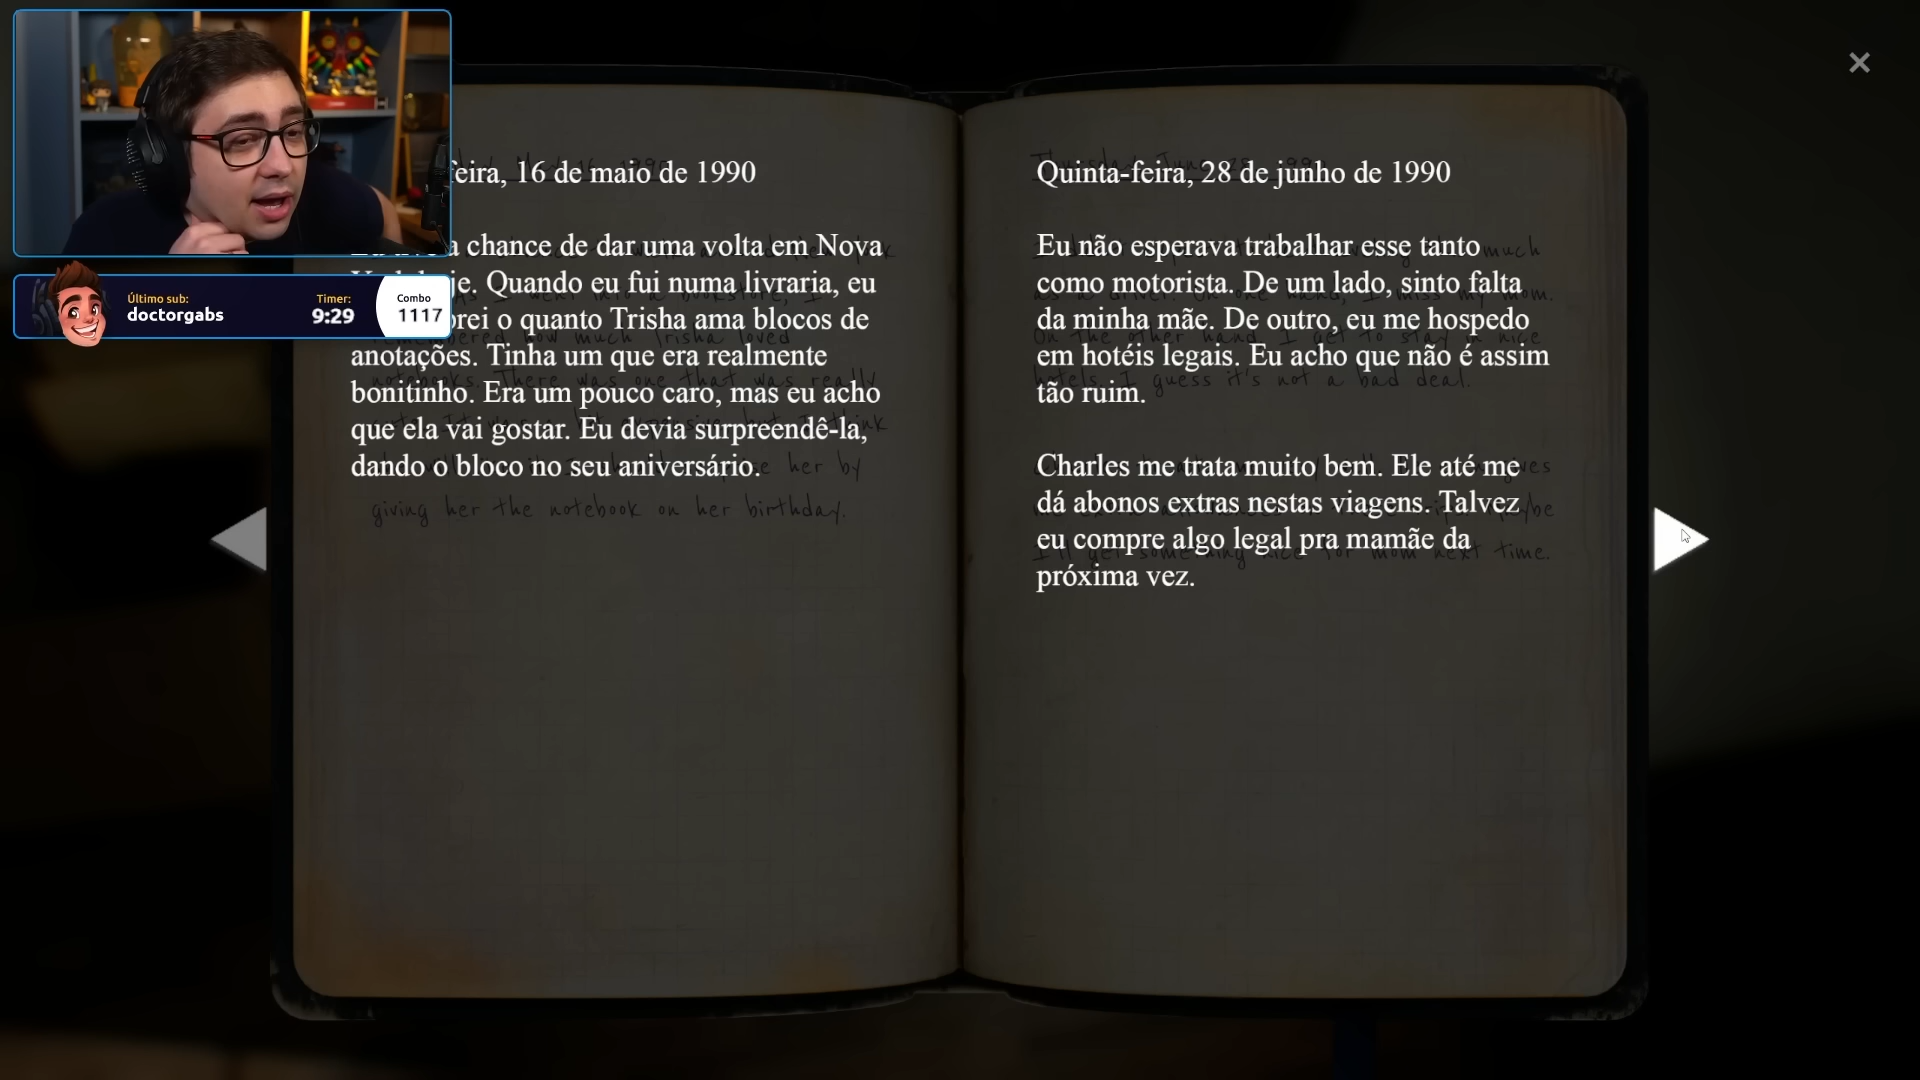 feira, 16 de maio de 1990
a chance de dar uma volta em Nova
je. Quando eu fui numa livraria, eu
brei o quanto Trisha ama blocos de
anotações. Tinha um que era realmente
bonitinho. Era um pouco caro, mas eu acho
que ela vai gostar. Eu devia surpreendê-la,
dando o bloco no seu aniversário.
giving her the notebook on her birthday.
Quinta-feira, 28 de junho de 1990
Eu não esperava trabalhar esse tanto
como motorista. De um lado, sinto falta
da minha mãe. De outro, eu me hospedo
em hotéis legais. Eu acho que não é assim
tão ruim.
Charles me trata muito bem. Ele até me
dá abonos extras nestas viagens. Talvez
eu compre algo legal pra mamãe da
próxima vez.
Último sub:
doctorgabs
Timer:
9:29
Combo
1117